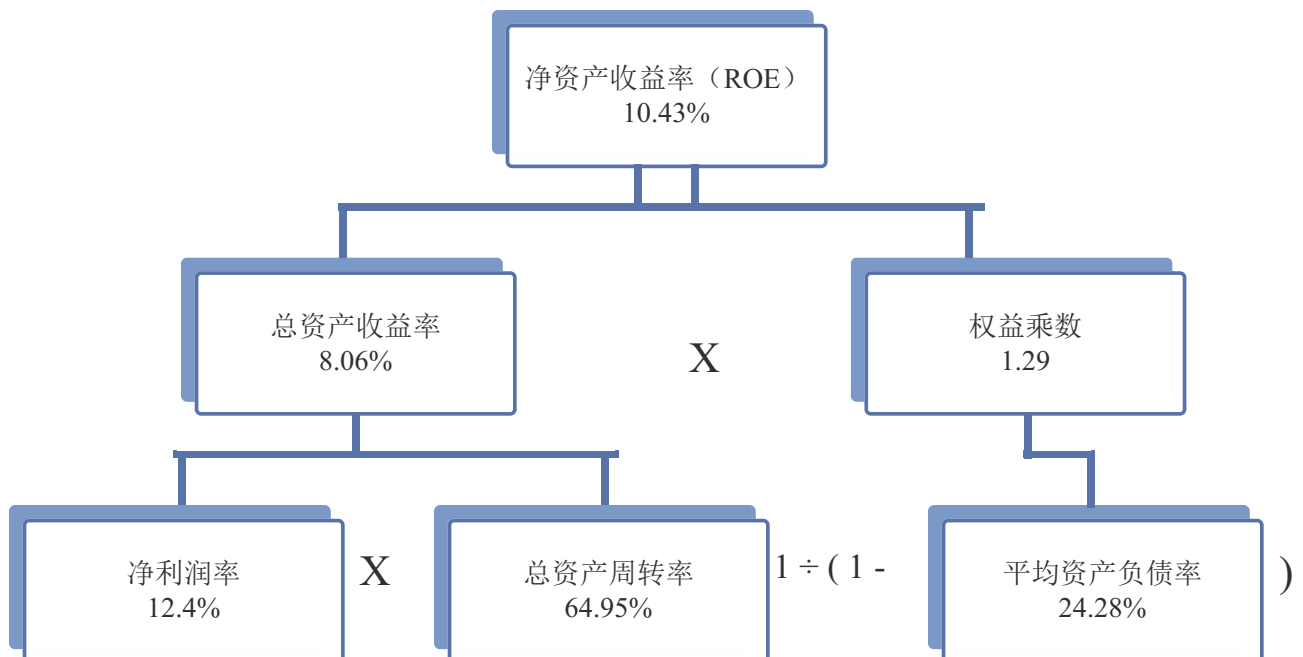 净资产收益率（ROE）
10.43%
总资产收益率
8.06%
X
权益乘数
1.29
净利润率
12.4%
X
总资产周转率
64.95%
1 ÷ ( 1 -
平均资产负债率
24.28%
)